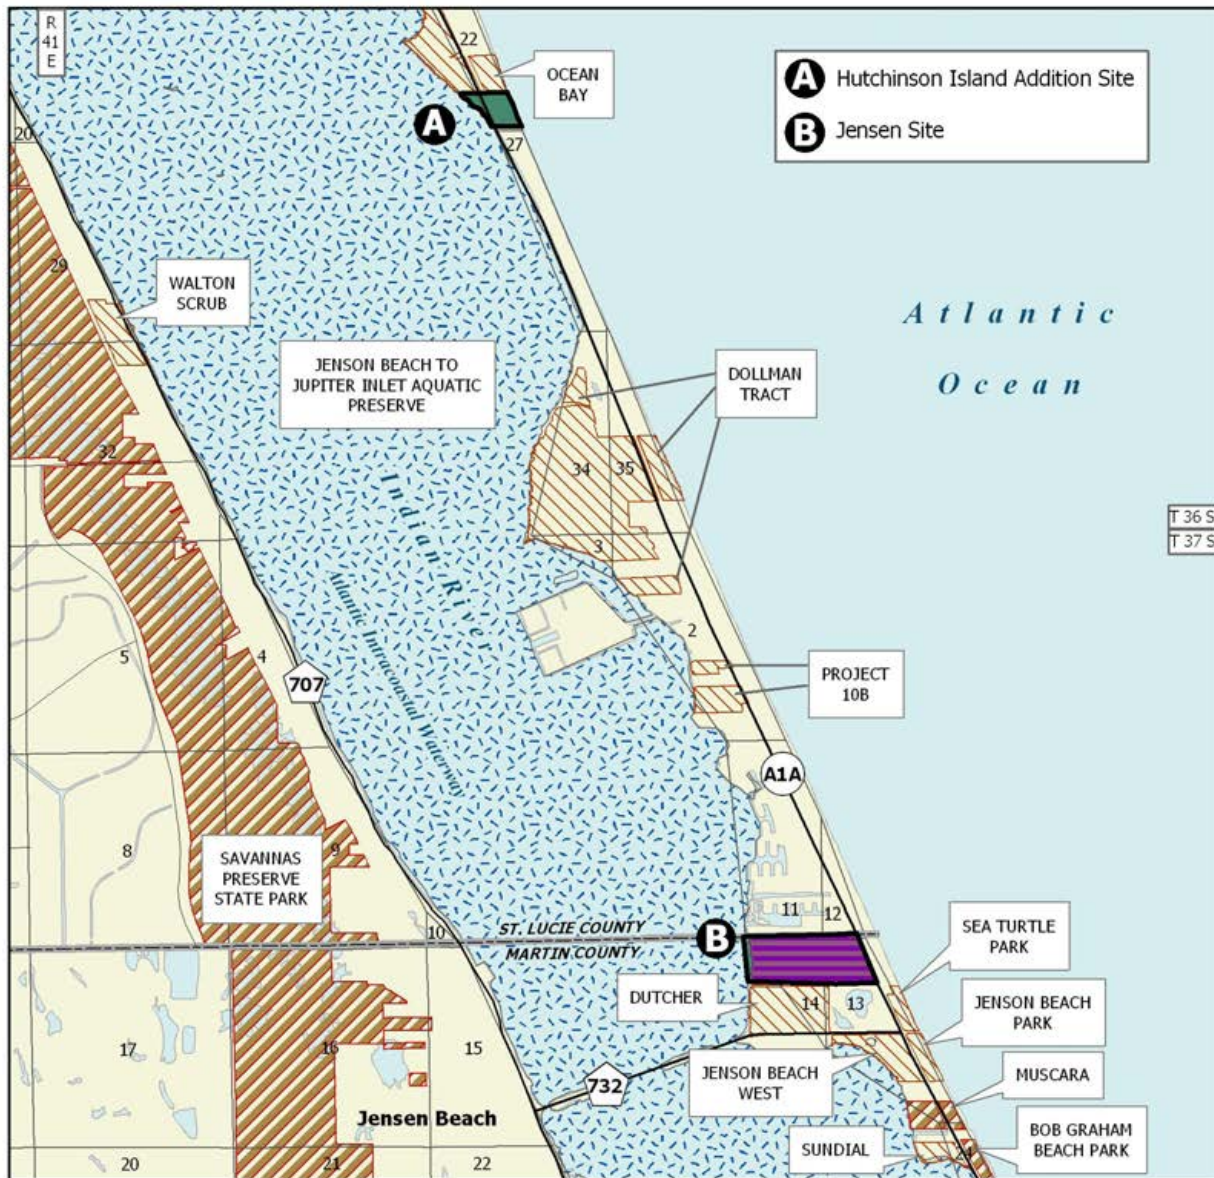 R
41
E
22
OCEAN
BAY
A Hutchinson Island Addition Site
B Jensen Site
A
20
27
29
WALTON
SCRUB
Atlantic
Ocean
JENSON BEACH TO
JUPITER INLET AQUATIC
PRESERVE
DOLLMAN
TRACT
32
34
35
Indian River
T 36 S
T 37 S
3
Atlantic Intracoastal Waterway
5
4
2
707
PROJECT
10B
A1A
8
9
SAVANNAS
PRESERVE
STATE PARK
11
12
10
ST. LUCIE COUNTY
B
SEA TURTLE
PARK
MARTIN COUNTY
DUTCHER
14
13
JENSON BEACH
PARK
17
16
15
732
JENSON BEACH
WEST
MUSCARA
Jensen Beach
BOB GRAHAM
BEACH PARK
SUNDIAL
24
20
21
22